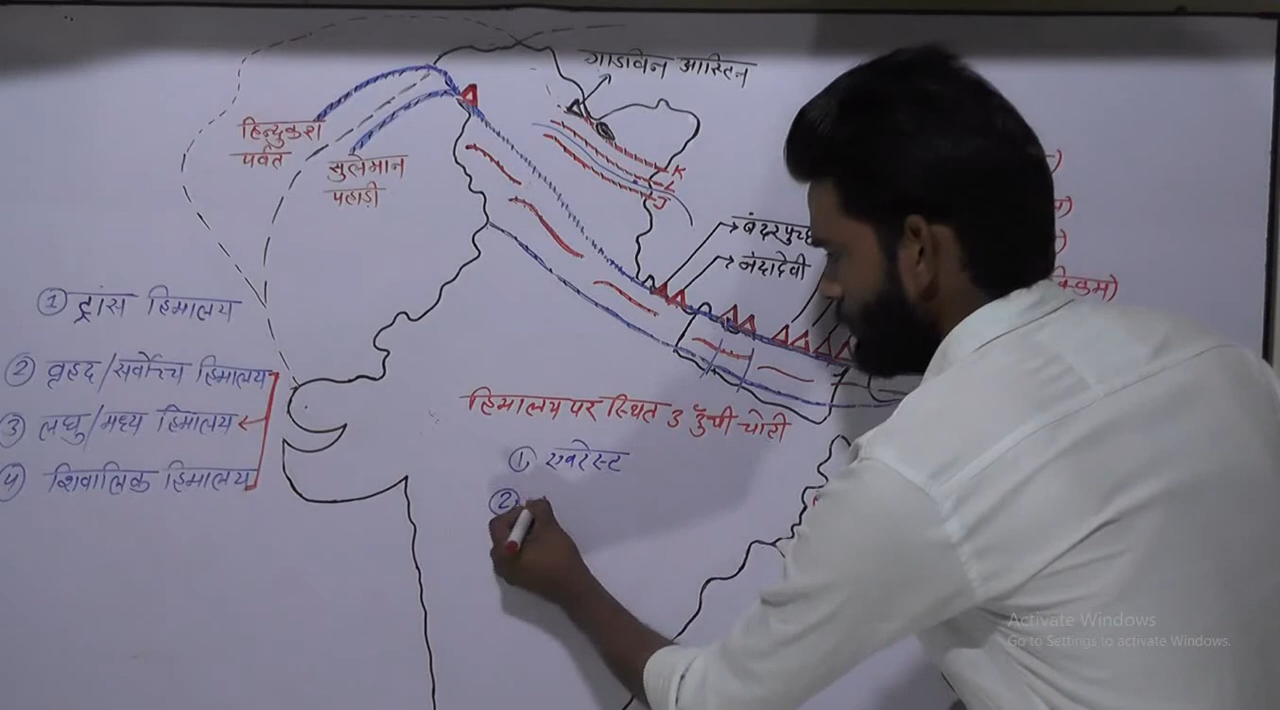 गाडविन आस्टिन
हिन्दुकुश
पर्वत
सुलेमान
पहाड़ी
K
L
J
बंदरपुच्छ
नंदादेवी
① ट्रांस हिमालय
② वृहद/सर्वोच्च हिमालय
③ लघु/मध्य हिमालय
④ शिवालिक हिमालय
हिमालय पर स्थित 3 ऊँची चोटी
① एवरेस्ट
②
Activate Windows
Go to Settings to activate Windows.